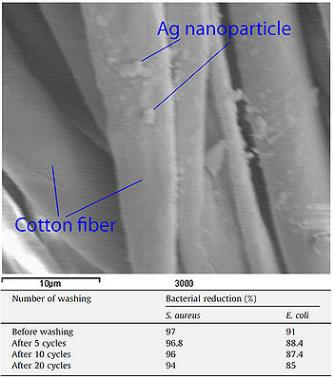 Ag nanoparticle
Cotton fiber
10µm 3000
Number of washing Bacterial reduction (%)
S. aureus E. coli
Before washing 97 91
After 5 cycles 96.8 88.4
After 10 cycles 96 87.4
After 20 cycles 94 85